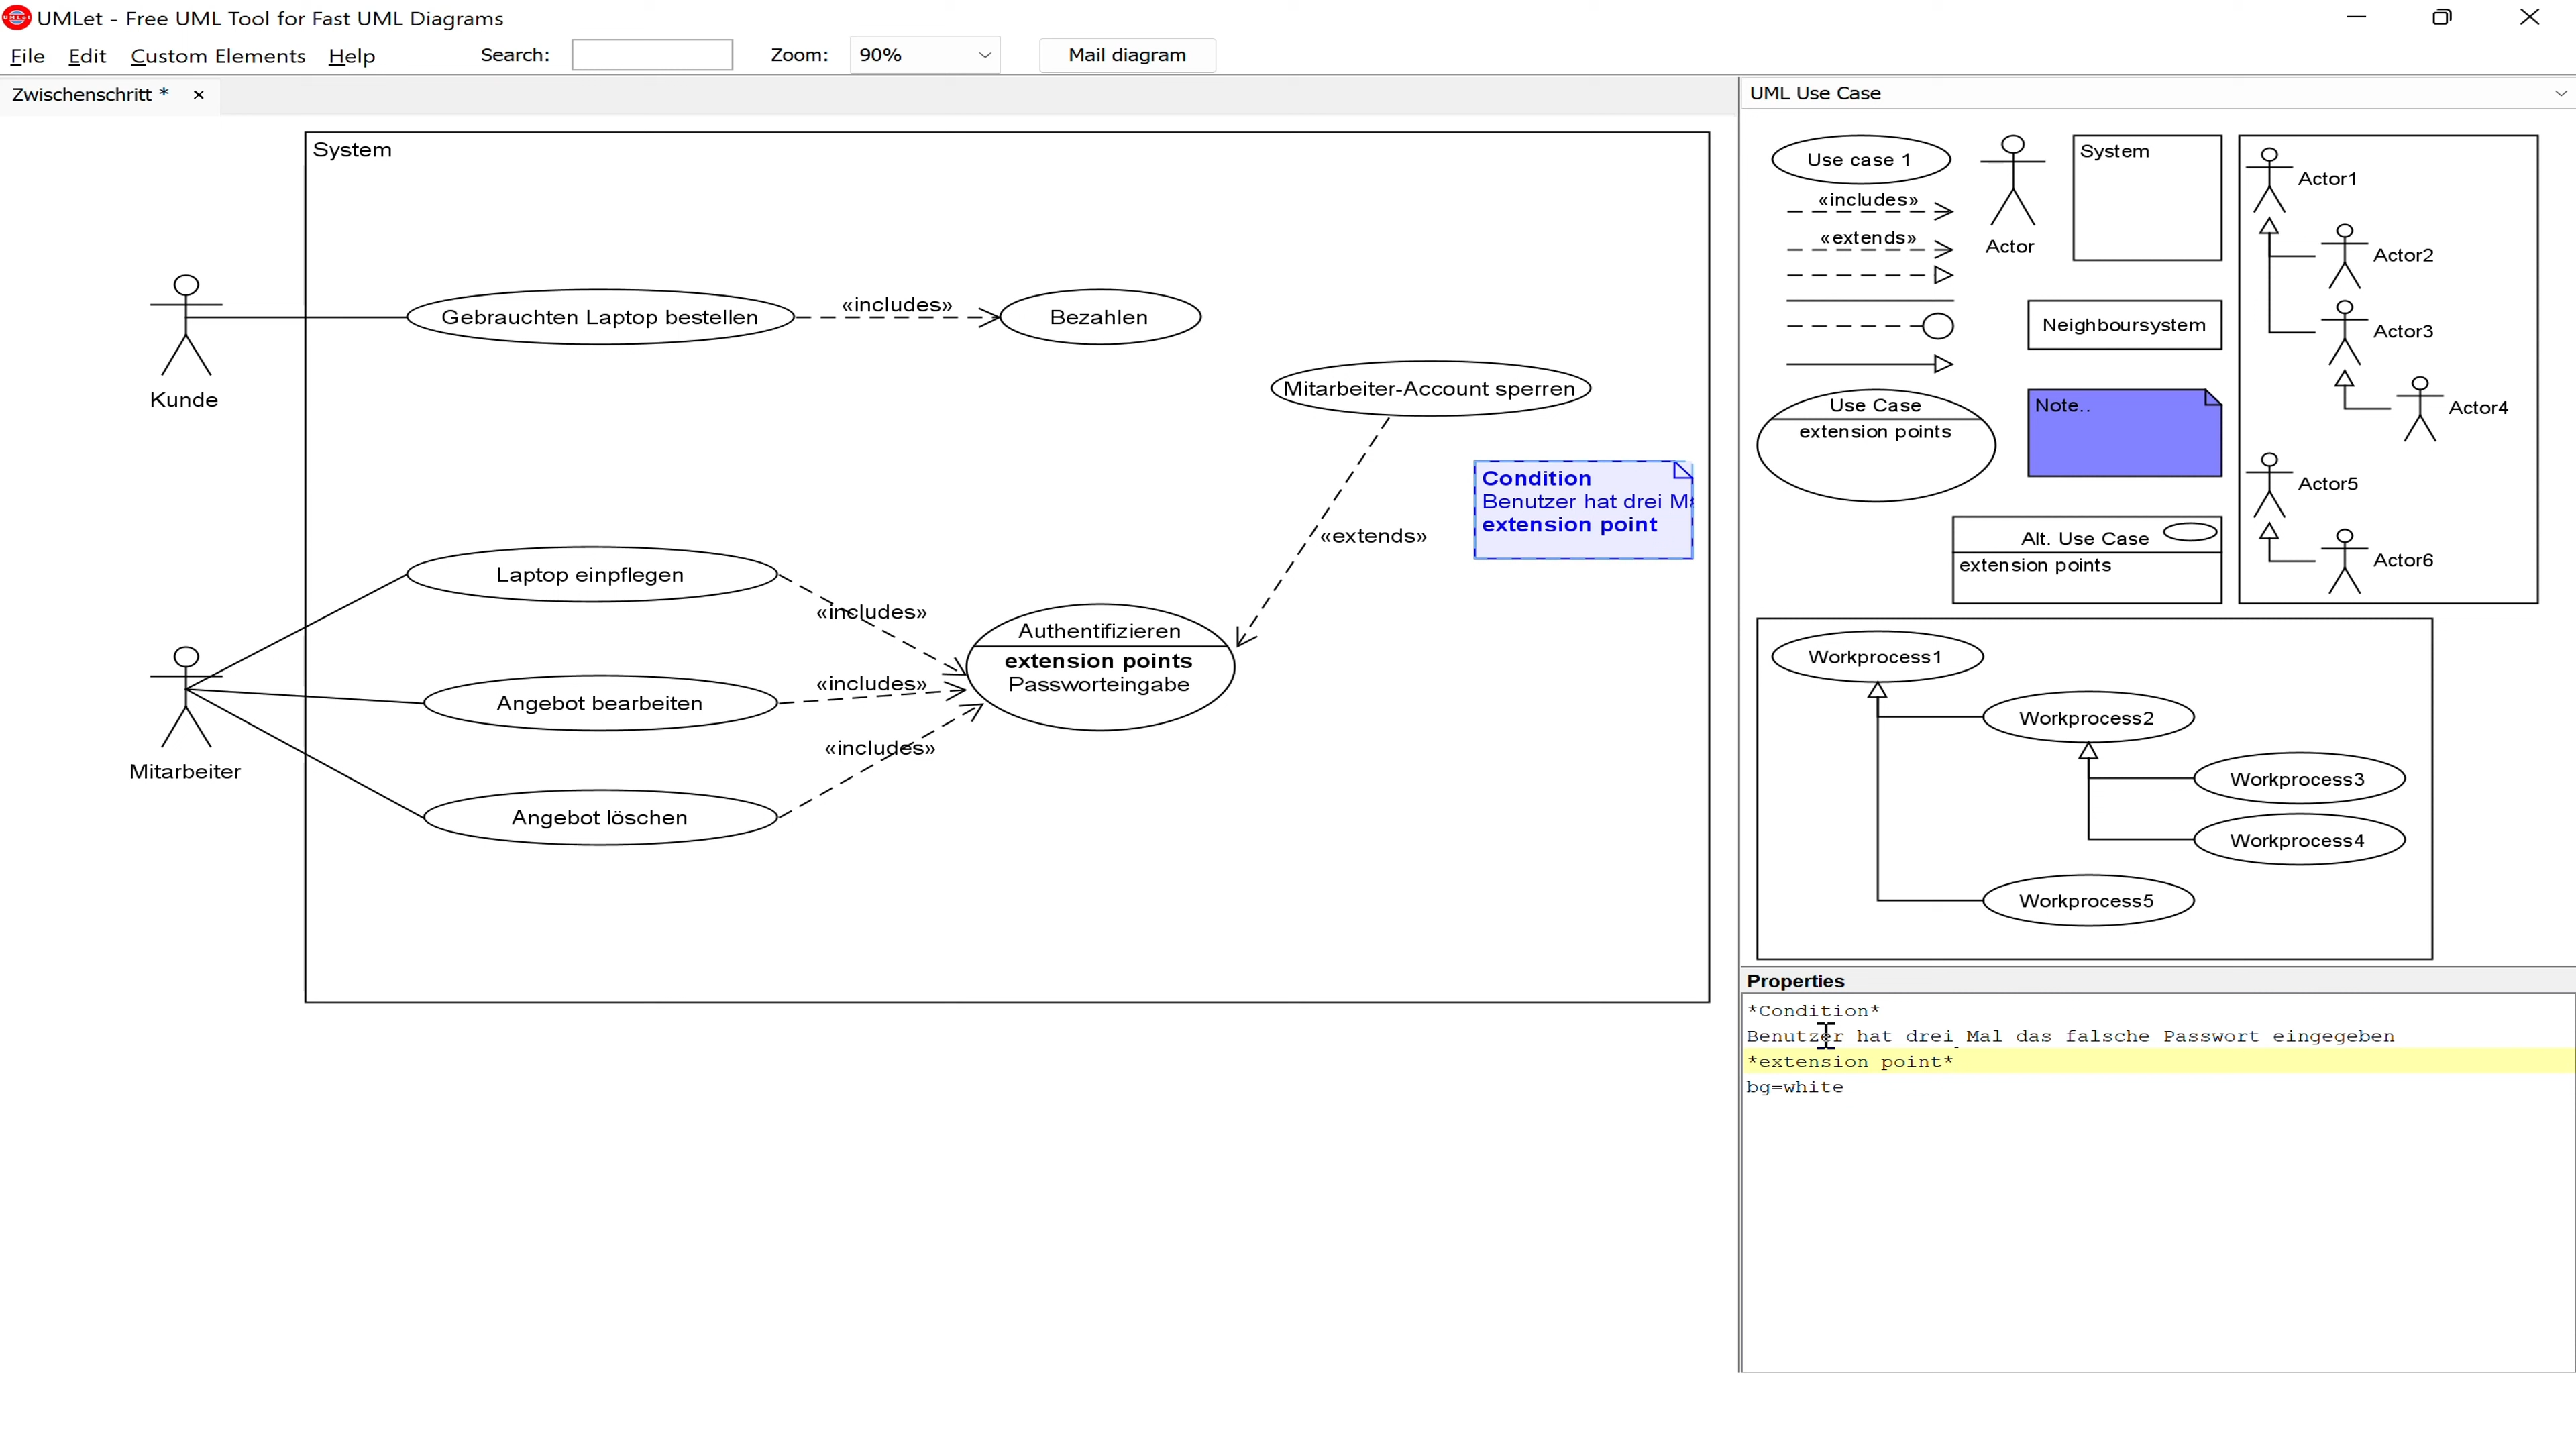 UMLet - Free UML Tool for Fast UML Diagrams
File Edit Custom Elements Help Search: Zoom: 90% Mail diagram
Zwischenschritt *
System
Kunde
Gebrauchten Laptop bestellen
«includes»
Bezahlen
Mitarbeiter-Account sperren
Condition
Benutzer hat drei Ma
extension point
«extends»
Laptop einpflegen
«includes»
Authentifizieren
extension points
Passworteingabe
Angebot bearbeiten
«includes»
Mitarbeiter
«includes»
Angebot löschen
UML Use Case
Use case 1
«includes»
«extends»
Actor
System
Neighboursystem
Use Case
extension points
Note..
Alt. Use Case
extension points
Actor1
Actor2
Actor3
Actor4
Actor5
Actor6
Workprocess1
Workprocess2
Workprocess3
Workprocess4
Workprocess5
Properties
*Condition*
Benutzer hat drei Mal das falsche Passwort eingegeben
*extension point*
bg=white